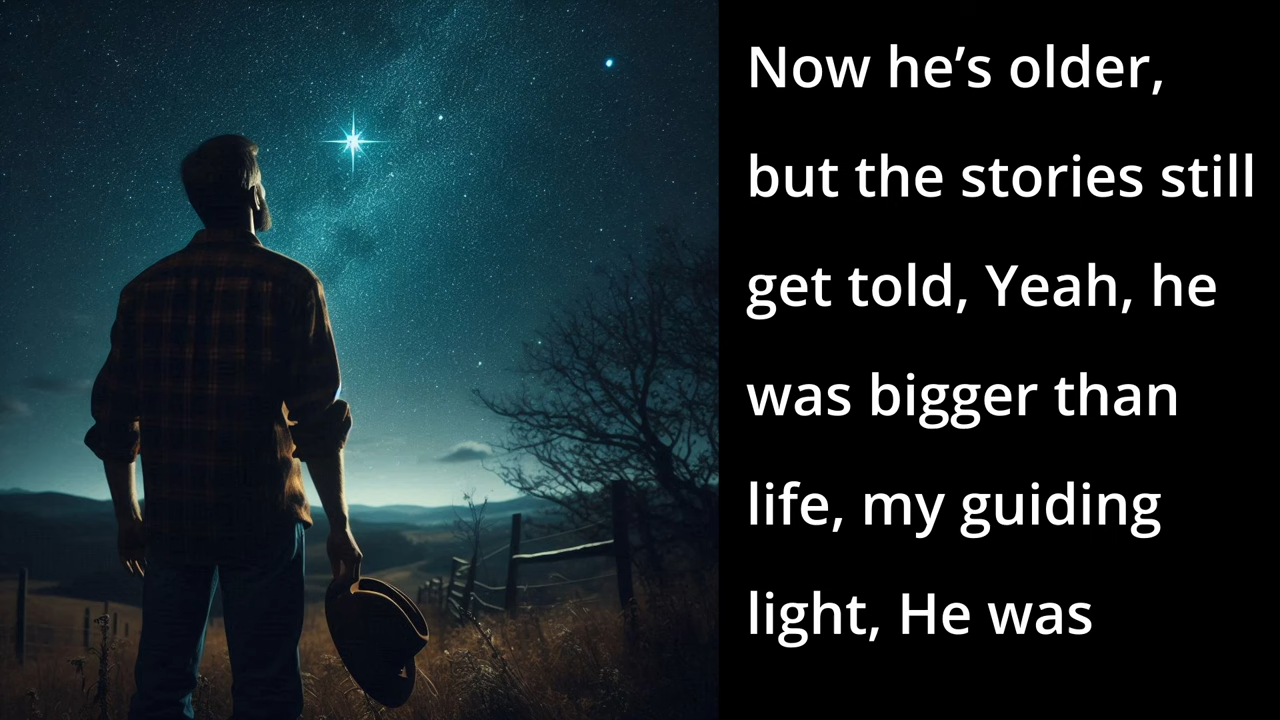 Now he’s older,
but the stories still
get told, Yeah, he
was bigger than
life, my guiding
light, He was